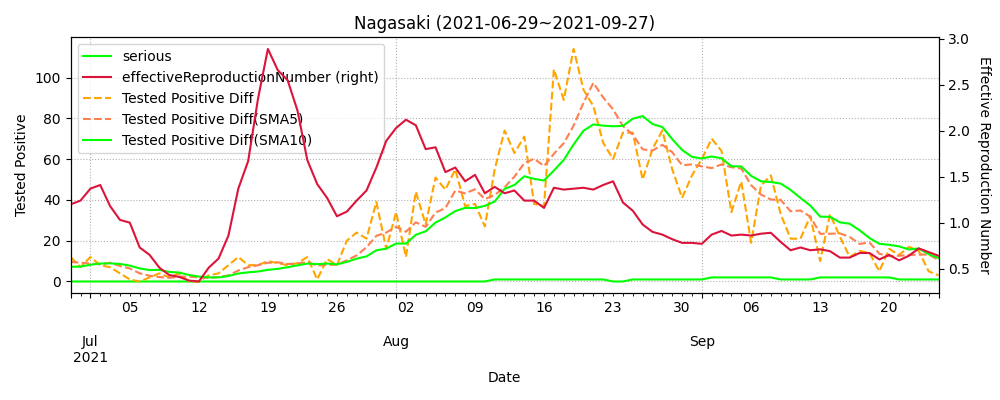 Nagasaki (2021-06-29~2021-09-27)
serious
effectiveReproductionNumber (right)
Tested Positive Diff
Tested Positive Diff(SMA5)
Tested Positive Diff(SMA10)
Tested Positive
100
80
60
40
20
0
3.0
2.5
2.0
1.5
1.0
0.5
Effective Reproduction Number
05 12 19 26 02 09 16 23 30 06 13 20
Jul Aug Sep
2021
Date